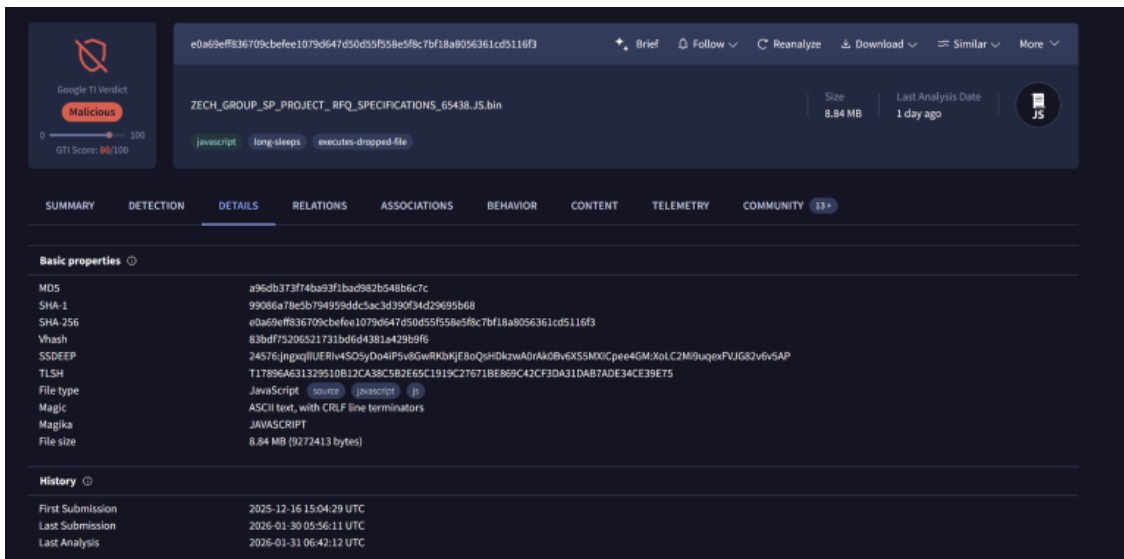 e0a69eff836709cbefee1079d647d50d55f558e5f8c7bf18a8056361cd5116f3
Brief
Follow
Reanalyze
Download
Similar
More
Google TI Verdict
Malicious
0
100
GTI Score: 80/100
ZECH_GROUP_SP_PROJECT_ RFQ_SPECIFICATIONS_65438.JS.bin
Size
8.84 MB
Last Analysis Date
1 day ago
JS
javascript long-sleeps executes-dropped-file
SUMMARY DETECTION DETAILS RELATIONS ASSOCIATIONS BEHAVIOR CONTENT TELEMETRY COMMUNITY 13+
Basic properties
MD5 a96db373f74ba93f1bad982b548b6c7c
SHA-1 99086a78e5b794959ddc5ac3d390f34d29695b68
SHA-256 e0a69eff836709cbefee1079d647d50d55f558e5f8c7bf18a8056361cd5116f3
Vhash 83bdf75206521731bd6d4381a429b9f6
SSDEEP
TLSH T17896A631329510B12CA38C5B2E65C1919C27671BE869C42CF3DA31DAB7ADE34CE39E75
File type JavaScript source javascript js
Magic ASCII text, with CRLF line terminators
Magika JAVASCRIPT
File size 8.84 MB (9272413 bytes)
History
First Submission 2025-12-16 15:04:29 UTC
Last Submission 2026-01-30 05:56:11 UTC
Last Analysis 2026-01-31 06:42:12 UTC